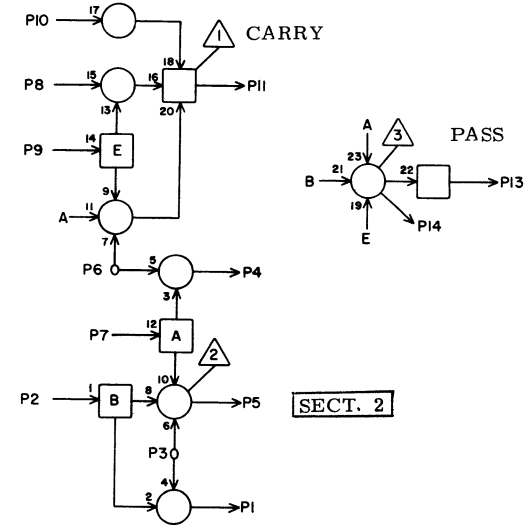 P10 17
1 CARRY
18
P8 15 16 P11
13 20
A
3 PASS
P9 14 E
23
B 21 22 P13
9
A 11
19 P14
7
E
P6 5 P4
3
P7 12 A
2
10
P2 1 B 8 P5 SECT. 2
6
P3
4
2 P1